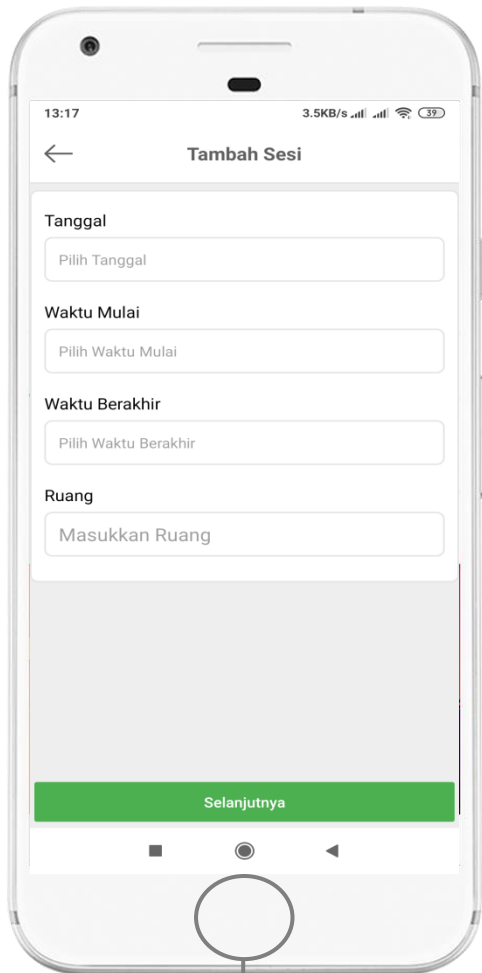 13:17
3.5KB/s
39
Tambah Sesi
Tanggal
Pilih Tanggal
Waktu Mulai
Pilih Waktu Mulai
Waktu Berakhir
Pilih Waktu Berakhir
Ruang
Masukkan Ruang
Selanjutnya